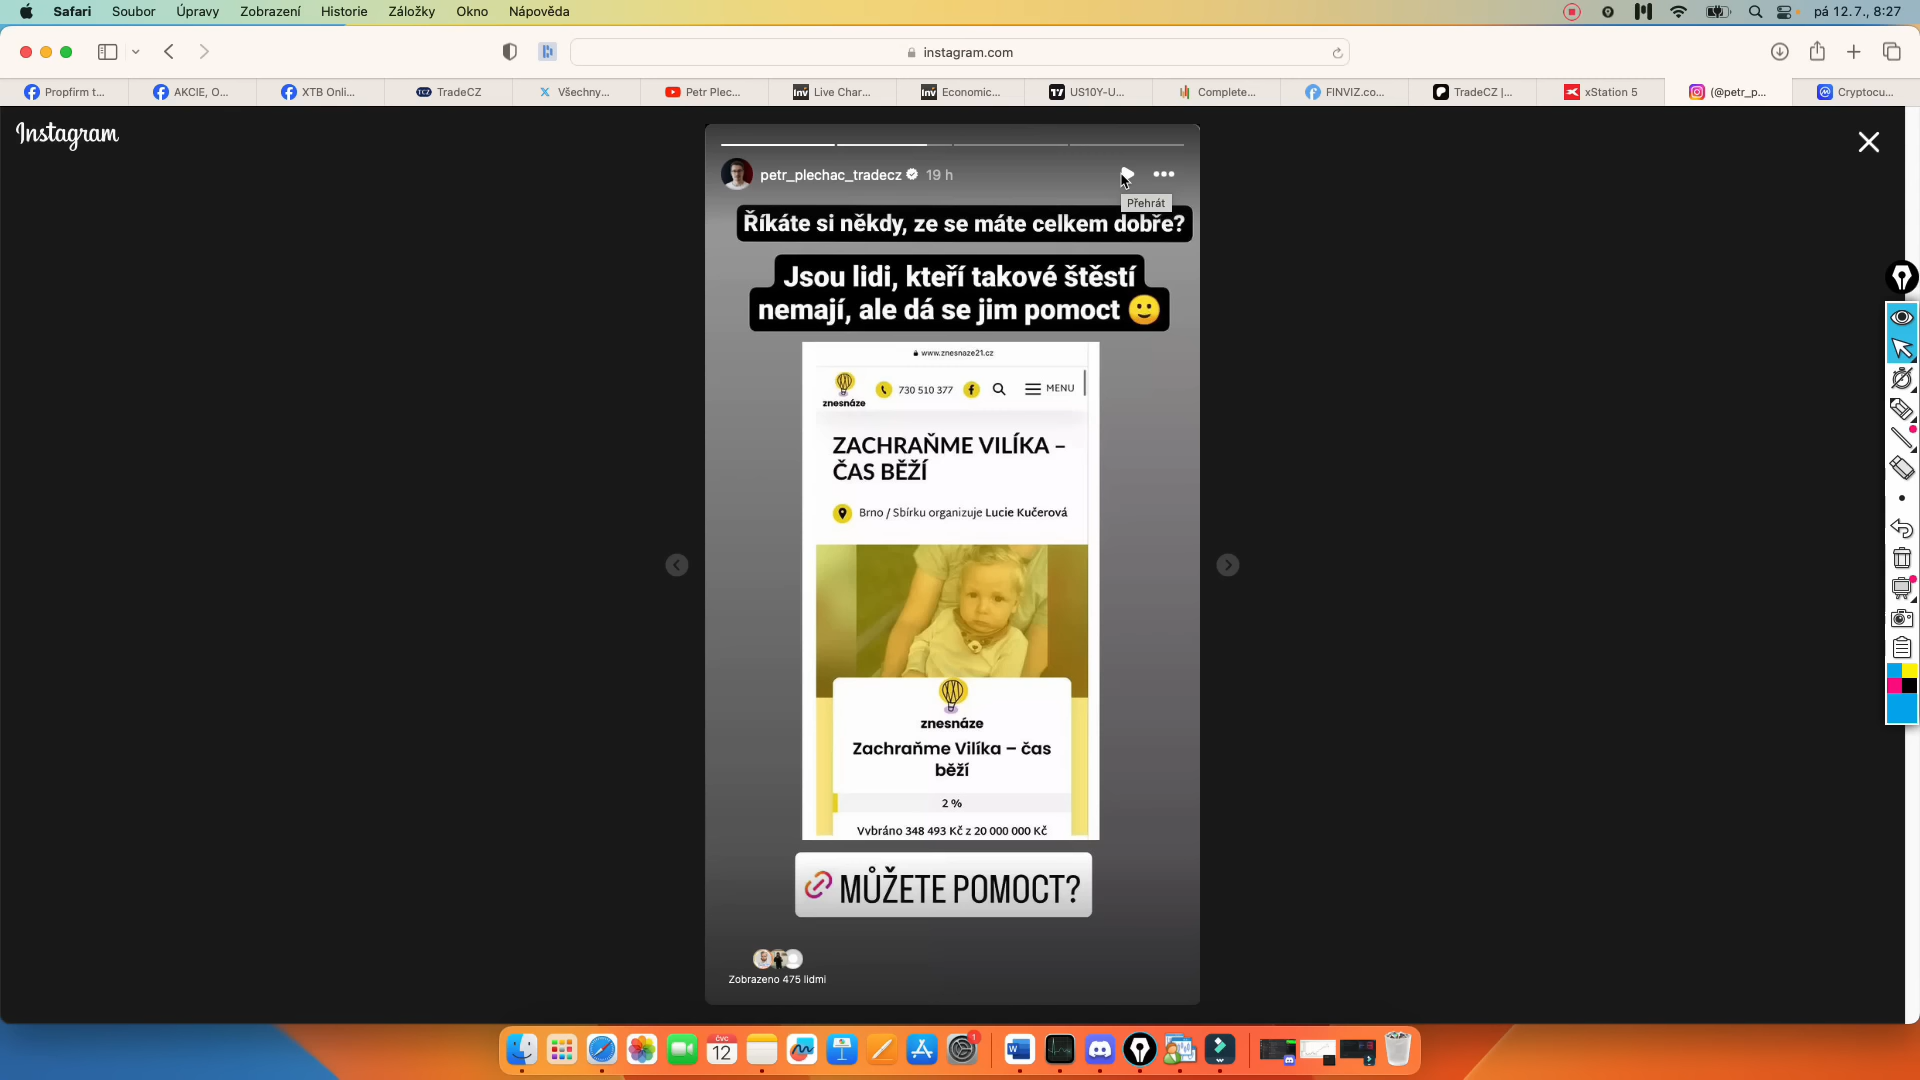 Safari Soubor Úpravy Zobrazení Historie Záložky Okno Nápověda pá 12.7., 8:27
instagram.com
Propfirm t... AKCIE, O... XTB Onli... TradeCZ Všechny... Petr Plec... Live Char... Economic... US10Y-U... Complete... FINVIZ.co... TradeCZ |... xStation 5 (@petr_p... Cryptocu...
Instagram
petr_plechac_tradecz 19 h
Přehrát
Říkáte si někdy, ze se máte celkem dobře?
Jsou lidi, kteří takové štěstí
nemají, ale dá se jim pomoct 🙂
www.znesnaze21.cz
znesnáze 730 510 377 MENU
ZACHRAŇME VILÍKA –
ČAS BĚŽÍ
Brno / Sbírku organizuje Lucie Kučerová
znesnáze
Zachraňme Vilíka – čas
běží
2 %
Vybráno 348 493 Kč z 20 000 000 Kč
MŮŽETE POMOCT?
Zobrazeno 475 lidmi
ČVC
12
1